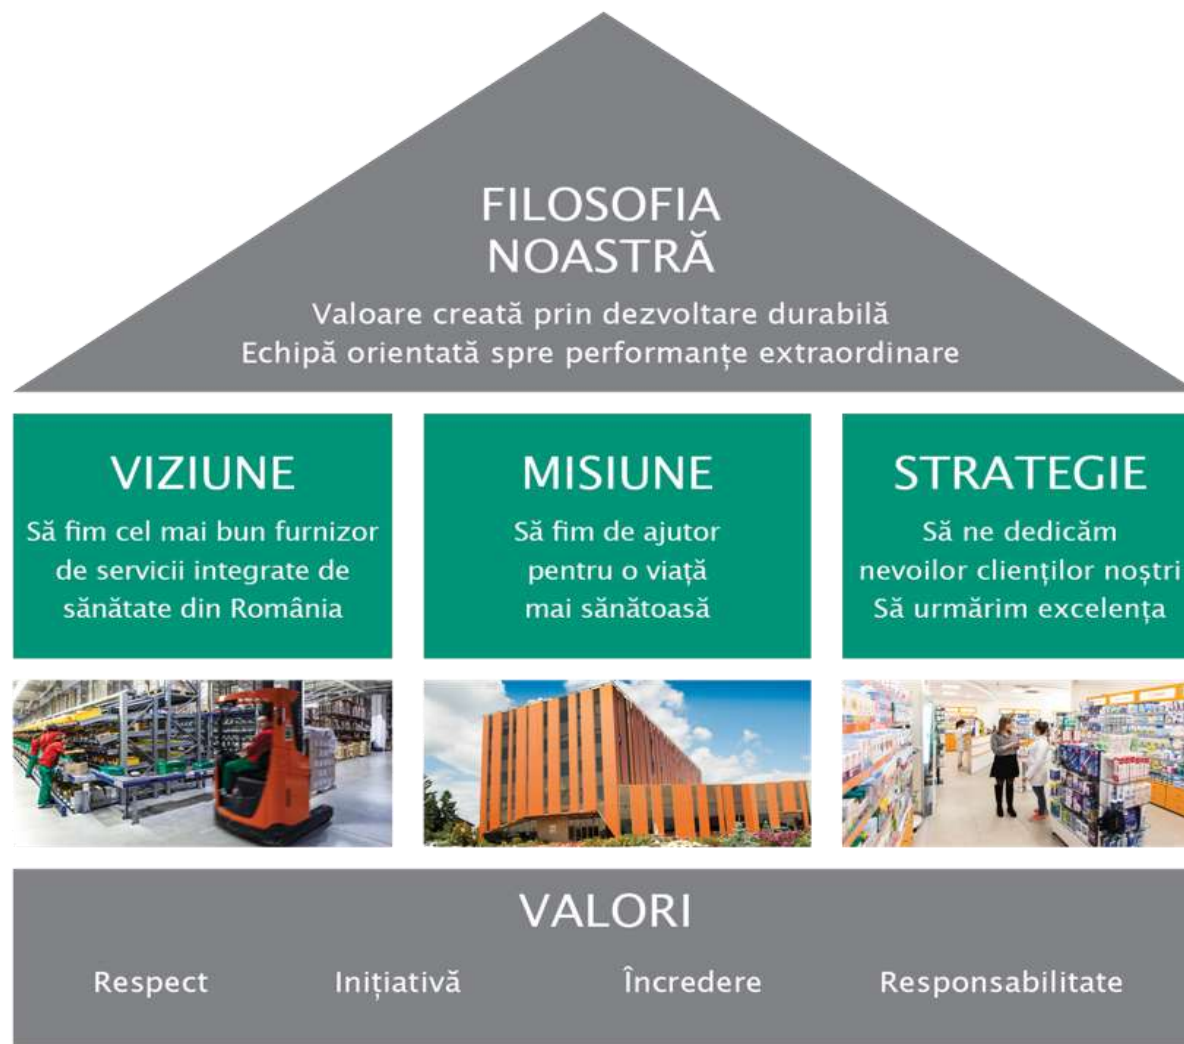 FILOSOFIA
NOASTRĂ
Valoare creată prin dezvoltare durabilă
Echipă orientată spre performanțe extraordinare
VIZIUNE
Să fim cel mai bun furnizor
de servicii integrate de
sănătate din România
MISIUNE
Să fim de ajutor
pentru o viață
mai sănătoasă
STRATEGIE
Să ne dedicăm
nevoilor clienților noștri
Să urmărim excelența
VALORI
Respect Inițiativă Încredere Responsabilitate